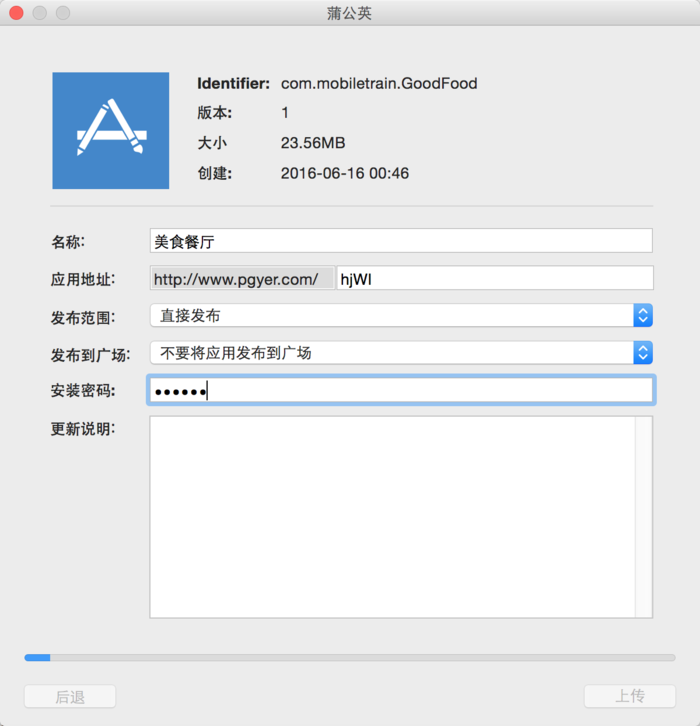 蒲公英
Identifier: com.mobiletrain.GoodFood
版本: 1
大小 23.56MB
创建: 2016-06-16 00:46
名称: 美食餐厅
应用地址: http://www.pgyer.com/ hjWI
发布范围: 直接发布
发布到广场: 不要将应用发布到广场
安装密码: ••••••
更新说明:
后退 上传